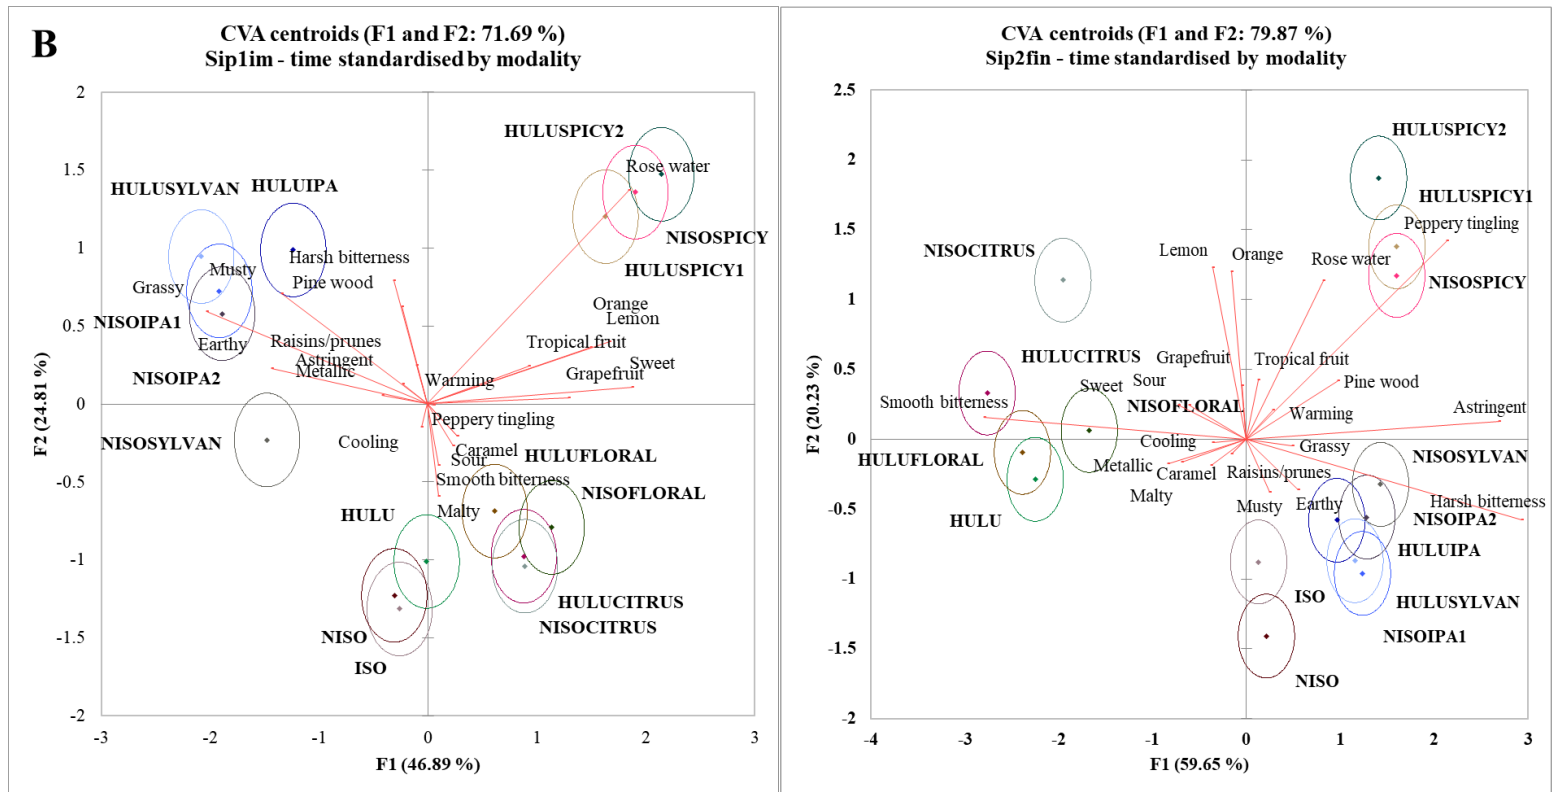 B
CVA centroids (F1 and F2: 71.69 %)
Sip1im - time standardised by modality
2
1.5
1
0.5
0
-0.5
-1
-1.5
-2
-3
-2
-1
0
1
2
3
F2 (24.81 %)
F1 (46.89 %)
HULUSPICY2
Rose water
HULUSYLVAN
HULUIPA
NISOSPICY
Harsh bitterness
HULUSPICY1
Musty
Pine wood
Grassy
Orange
NISOIPA1
Lemon
Earthy
Raisins/prunes
Tropical fruit
Astringent
Sweet
Metallic
Grapefruit
NISOIPA2
Warming
Peppery tingling
NISOSYLVAN
Cooling
Caramel
Sour
HULUFLORAL
Smooth bitterness
NISOFLORAL
Malty
HULU
HULUCITRUS
NISOCITRUS
NISO
ISO
CVA centroids (F1 and F2: 79.87 %)
Sip2fin - time standardised by modality
2.5
2
1.5
1
0.5
0
-0.5
-1
-1.5
-2
-4
-3
-2
-1
0
1
2
3
F2 (20.23 %)
F1 (59.65 %)
HULUSPICY2
HULUSPICY1
Peppery tingling
NISOCITRUS
Lemon
Orange
Rose water
NISOSPICY
HULUCITRUS
Grapefruit
Tropical fruit
Sweet
Sour
Pine wood
Smooth bitterness
NISOFLORAL
Warming
Astringent
Cooling
Grassy
HULUFLORAL
Metallic
Caramel
Raisins/prunes
NISOSYLVAN
Malty
Musty
Earthy
Harsh bitterness
HULU
NISOIPA2
HULUIPA
ISO
HULUSYLVAN
NISOIPA1
NISO